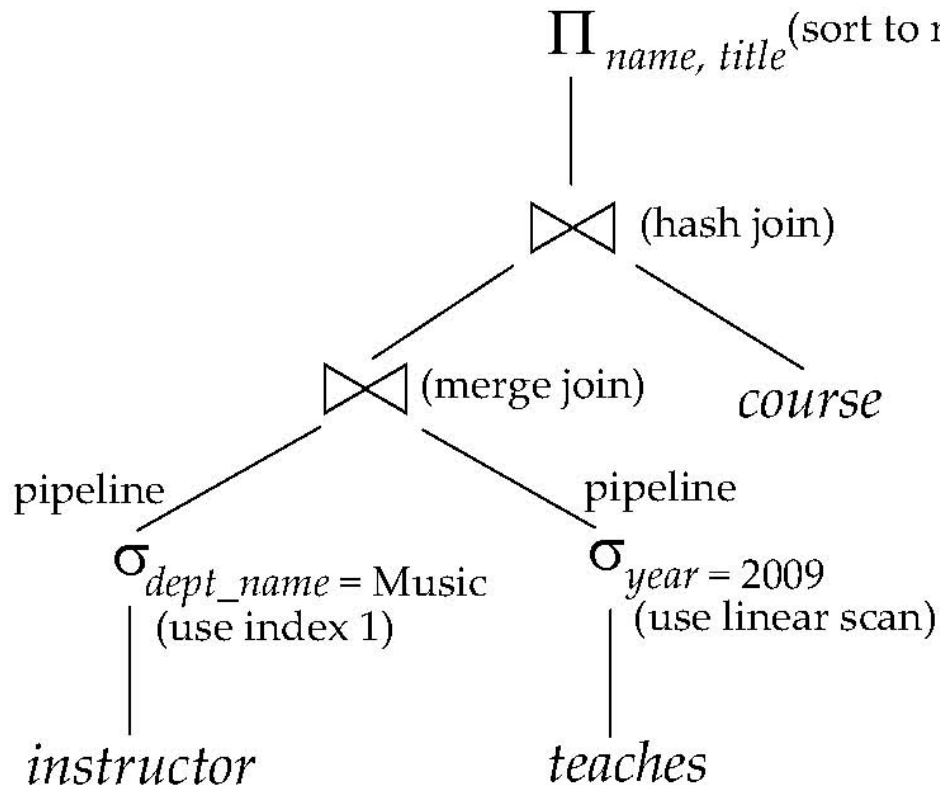 Π name, title (sort to
(hash join)
(merge join)
course
pipeline
pipeline
σ dept_name = Music
(use index 1)
σ year = 2009
(use linear scan)
instructor
teaches